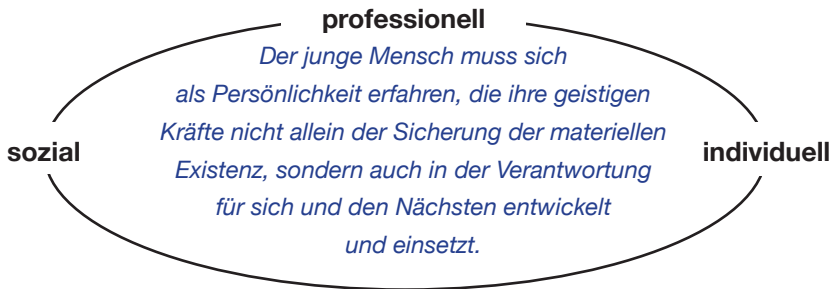 professionell
Der junge Mensch muss sich
als Persönlichkeit erfahren, die ihre geistigen
Kräfte nicht allein der Sicherung der materiellen
sozial
individuell
Existenz, sondern auch in der Verantwortung
für sich und den Nächsten entwickelt
und einsetzt.